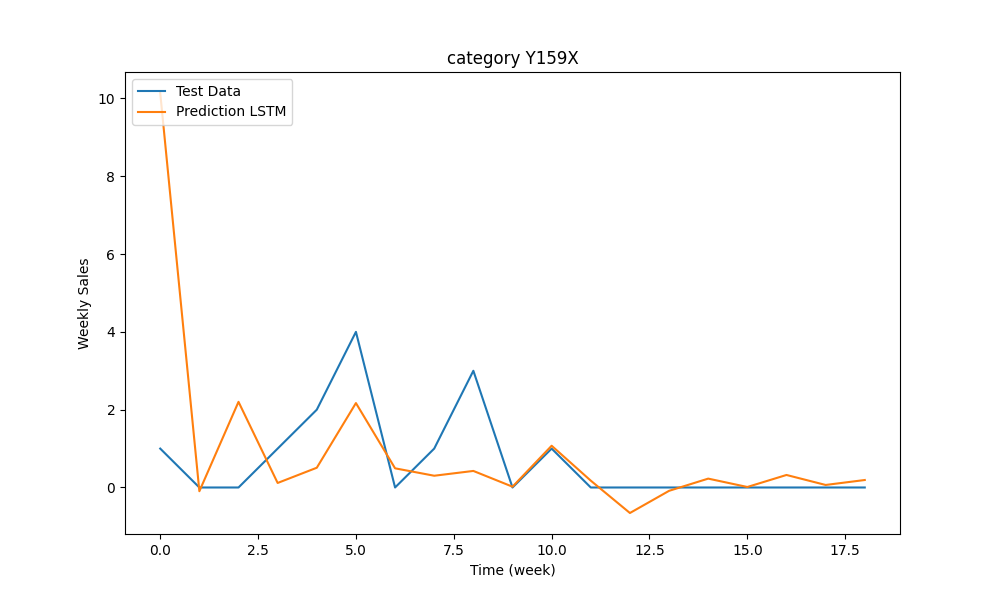 category Y159X
Test Data
Prediction LSTM
10
8
6
4
2
0
Weekly Sales
0.0 2.5 5.0 7.5 10.0 12.5 15.0 17.5
Time (week)